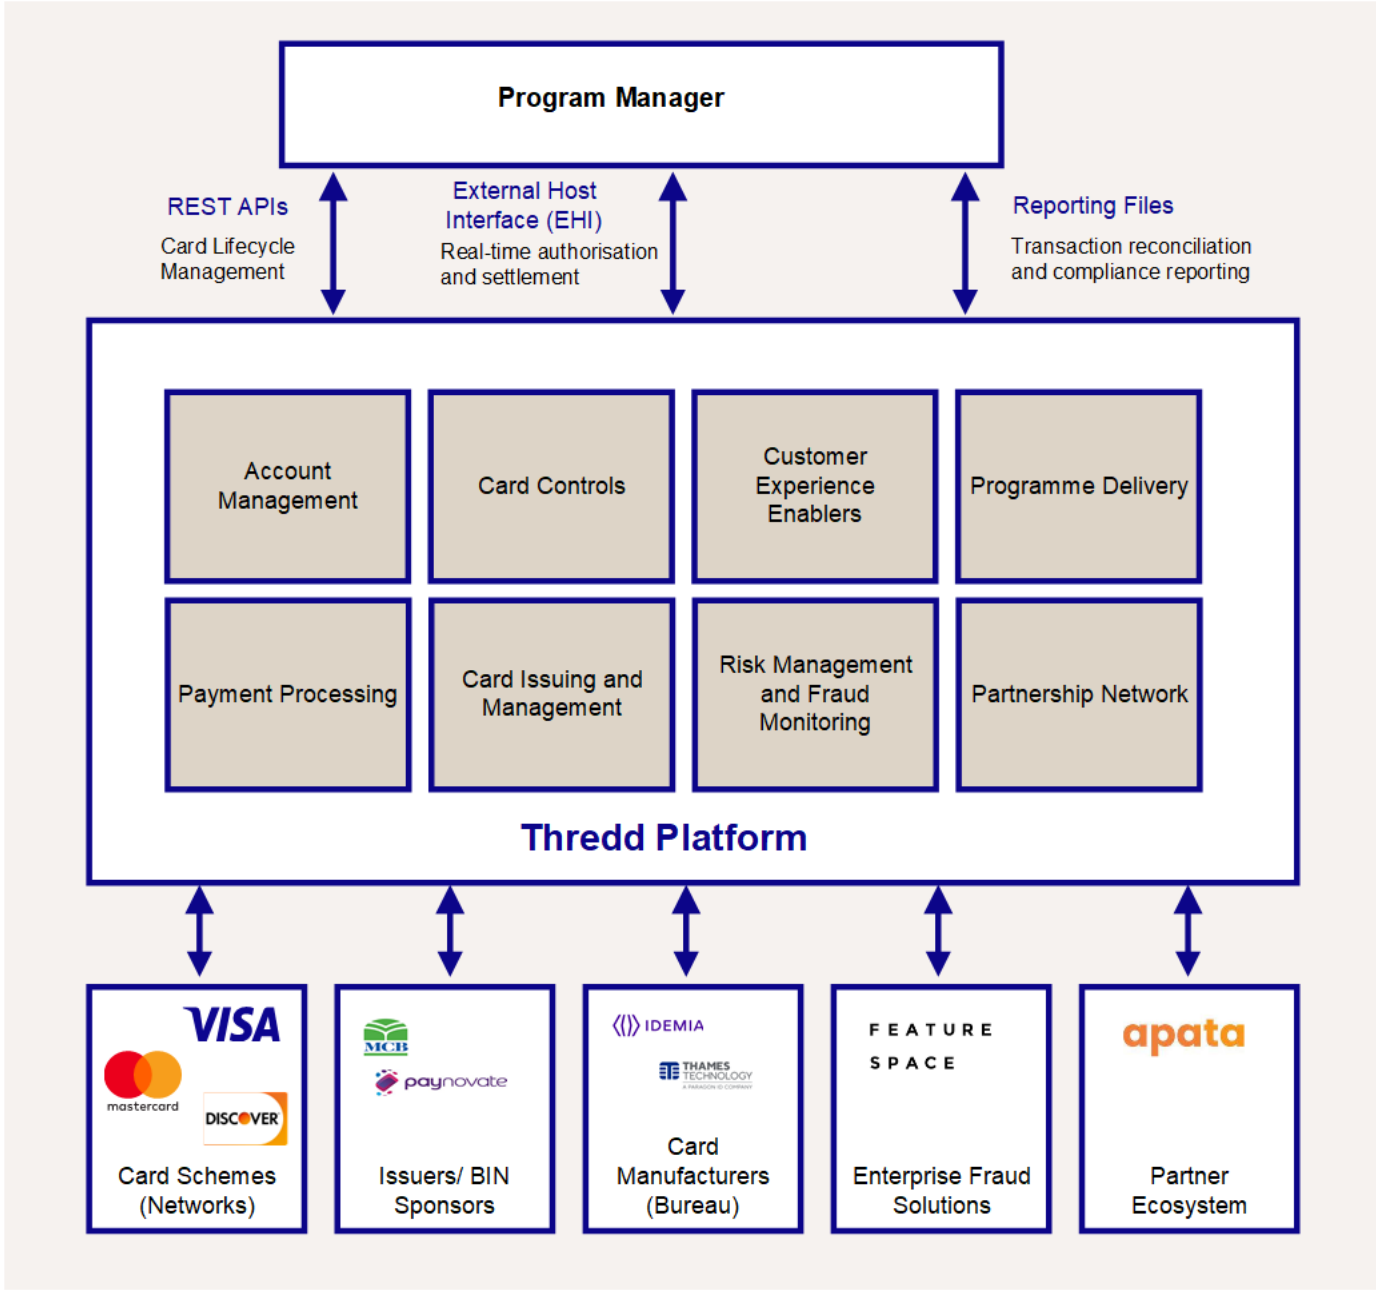 Program Manager
REST APIs
Card Lifecycle
Management
External Host
Interface (EHI)
Real-time authorisation
and settlement
Reporting Files
Transaction reconciliation
and compliance reporting
Account
Management
Card Controls
Customer
Experience
Enablers
Programme Delivery
Payment Processing
Card Issuing and
Management
Risk Management
and Fraud
Monitoring
Partnership Network
Thredd Platform
VISA
mastercard
DISCOVER
Card Schemes
(Networks)
MCB
paynovate
Issuers/ BIN
Sponsors
IDEMIA
THAMES
TECHNOLOGY
A PARAGON ID COMPANY
Card
Manufacturers
(Bureau)
FEATURE
SPACE
Enterprise Fraud
Solutions
apata
Partner
Ecosystem